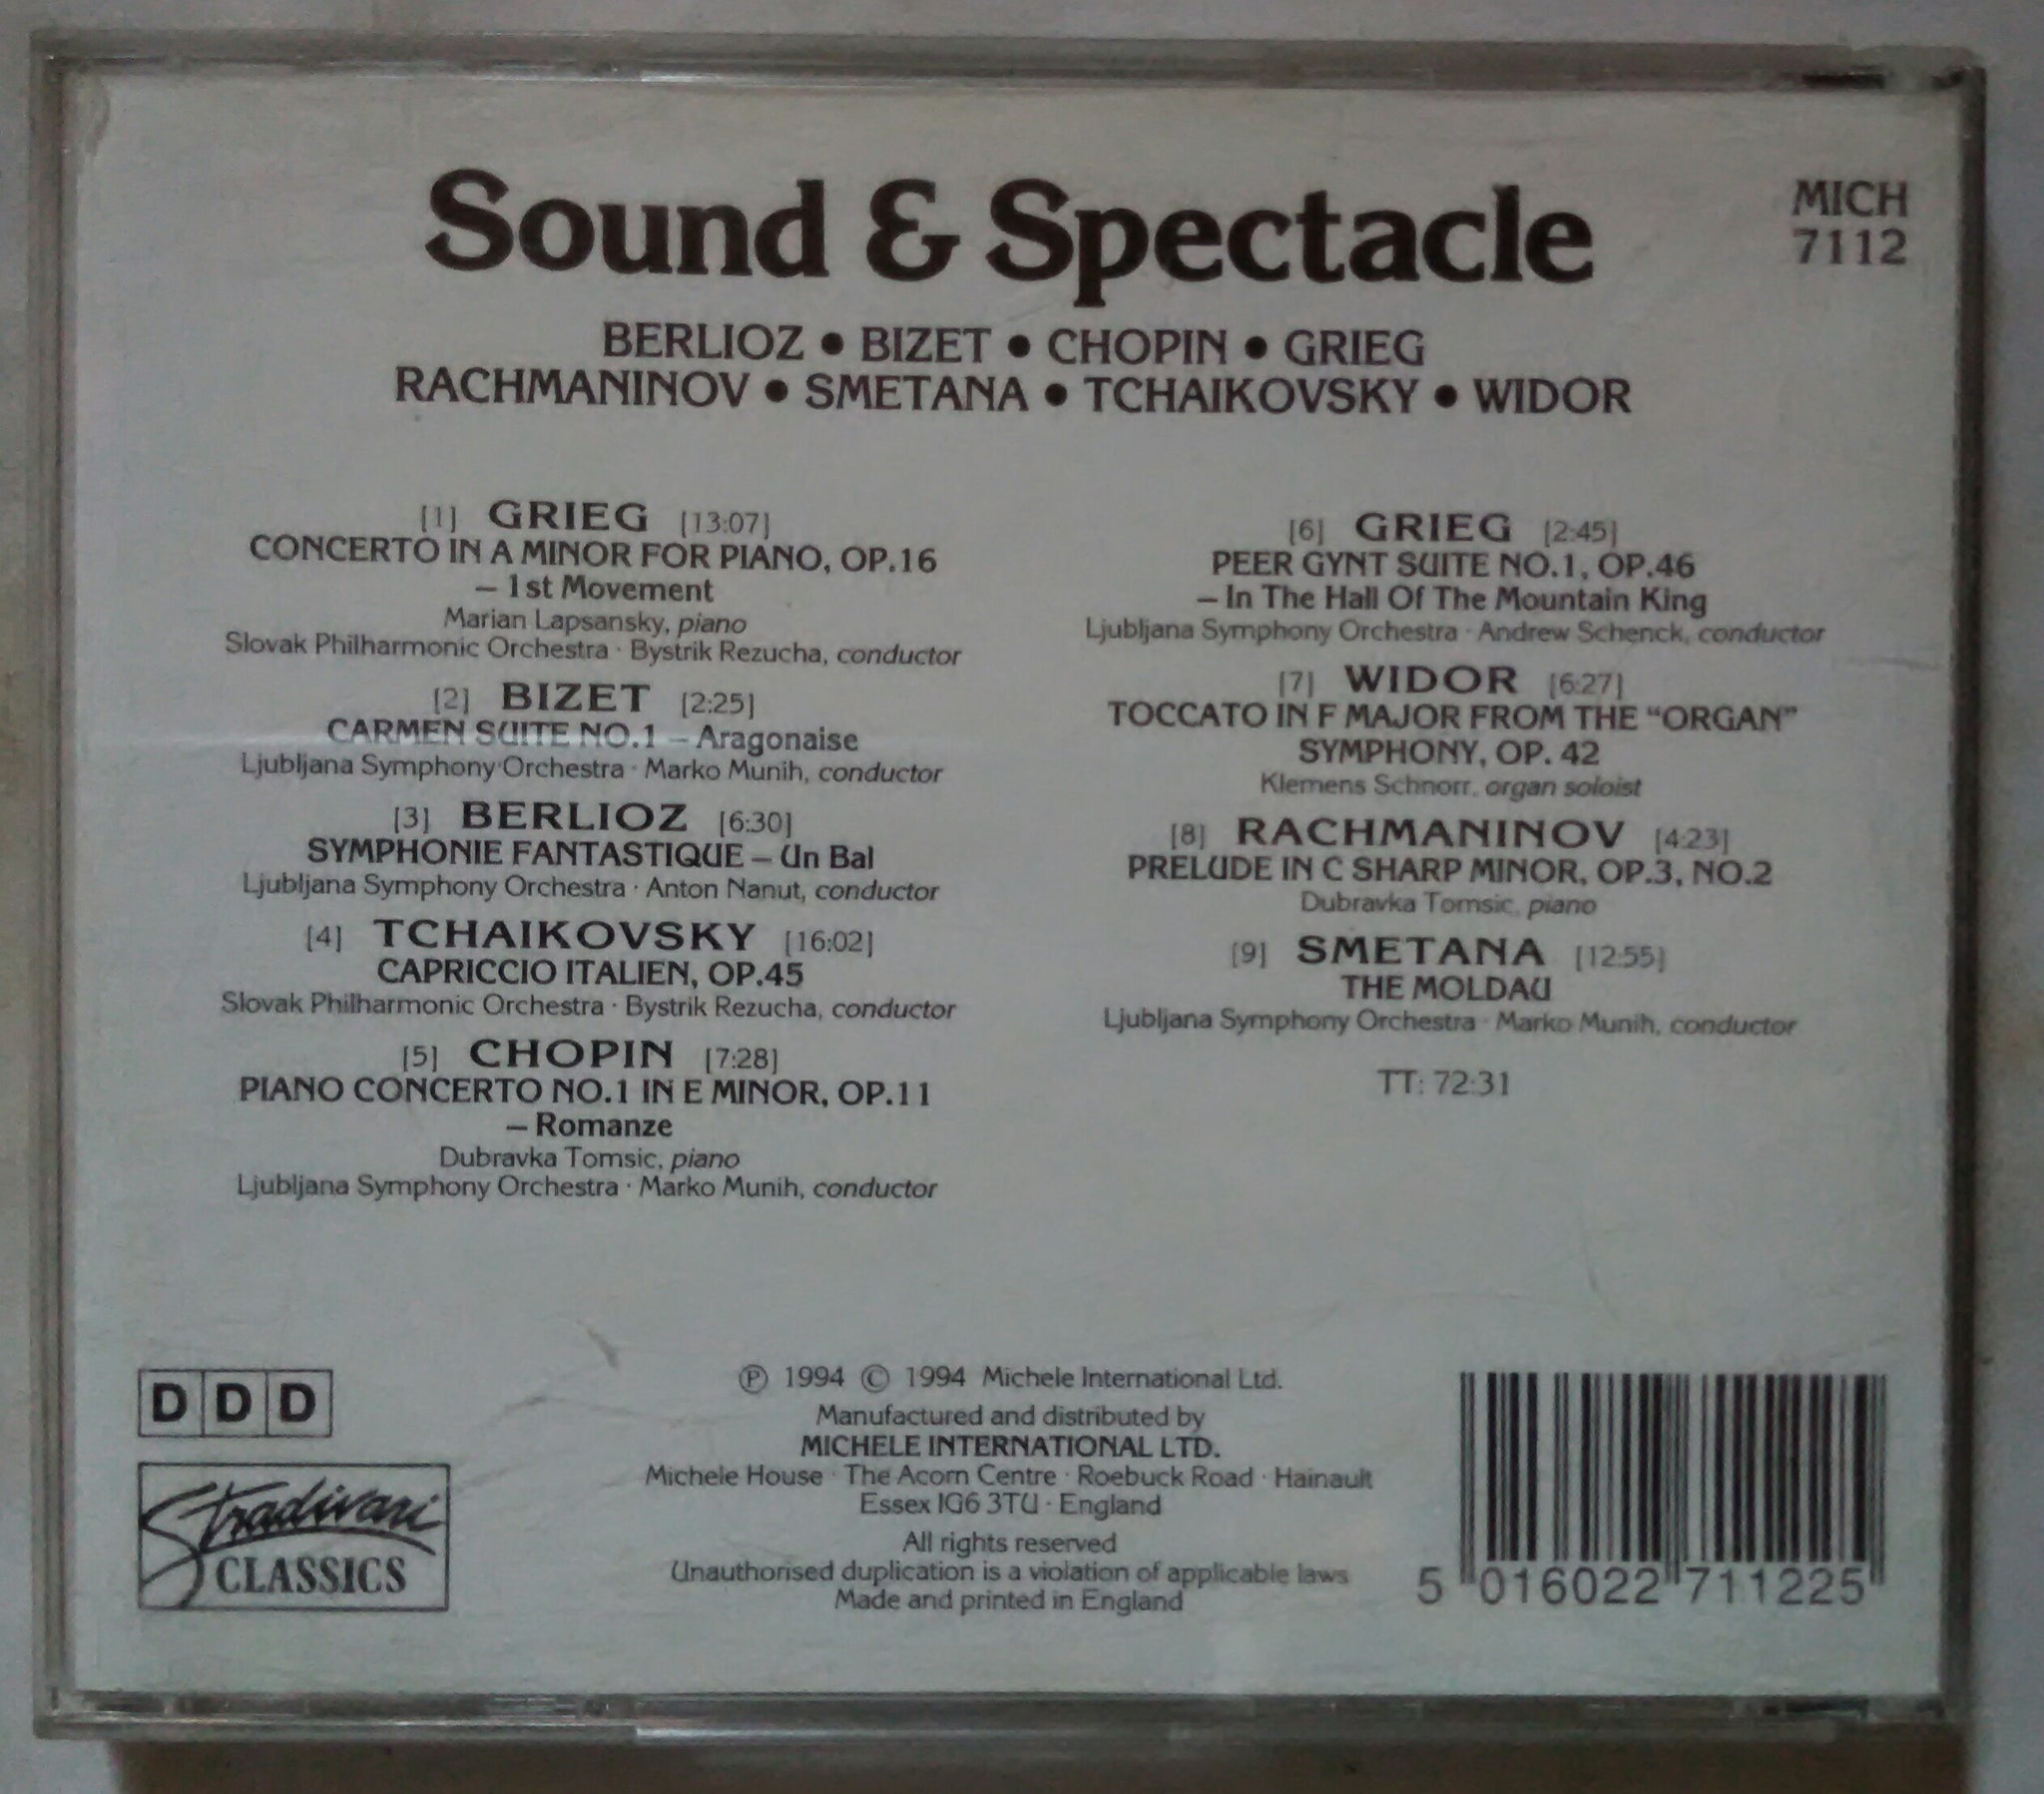 Sound & Spectacle
MICH
7112
BERLIOZ • BIZET • CHOPIN • GRIEG
RACHMANINOV • SMETANA • TCHAIKOVSKY • WIDOR
[1] GRIEG [13:07]
CONCERTO IN A MINOR FOR PIANO, OP.16
– 1st Movement
Marian Lapsansky, piano
Slovak Philharmonic Orchestra · Bystrik Rezucha, conductor
[2] BIZET [2:25]
CARMEN SUITE NO.1 – Aragonaise
Ljubljana Symphony Orchestra · Marko Munih, conductor
[3] BERLIOZ [6:30]
SYMPHONIE FANTASTIQUE – Un Bal
Ljubljana Symphony Orchestra · Anton Nanut, conductor
[4] TCHAIKOVSKY [16:02]
CAPRICCIO ITALIEN, OP.45
Slovak Philharmonic Orchestra · Bystrik Rezucha, conductor
[5] CHOPIN [7:28]
PIANO CONCERTO NO.1 IN E MINOR, OP.11
– Romanze
Dubravka Tomsic, piano
Ljubljana Symphony Orchestra · Marko Munih, conductor
[6] GRIEG [2:45]
PEER GYNT SUITE NO.1, OP.46
– In The Hall Of The Mountain King
Ljubljana Symphony Orchestra · Andrew Schenck, conductor
[7] WIDOR [6:27]
TOCCATO IN F MAJOR FROM THE “ORGAN”
SYMPHONY, OP. 42
Klemens Schnorr, organ soloist
[8] RACHMANINOV [4:23]
PRELUDE IN C SHARP MINOR, OP.3, NO.2
Dubravka Tomsic, piano
[9] SMETANA [12:55]
THE MOLDAU
Ljubljana Symphony Orchestra · Marko Munih, conductor
TT: 72:31
DDD
Stradivari
CLASSICS
℗ 1994 © 1994 Michele International Ltd.
Manufactured and distributed by
MICHELE INTERNATIONAL LTD.
Michele House · The Acorn Centre · Roebuck Road · Hainault
Essex IG6 3TU · England
All rights reserved
Unauthorised duplication is a violation of applicable laws
Made and printed in England
5 016022 711225